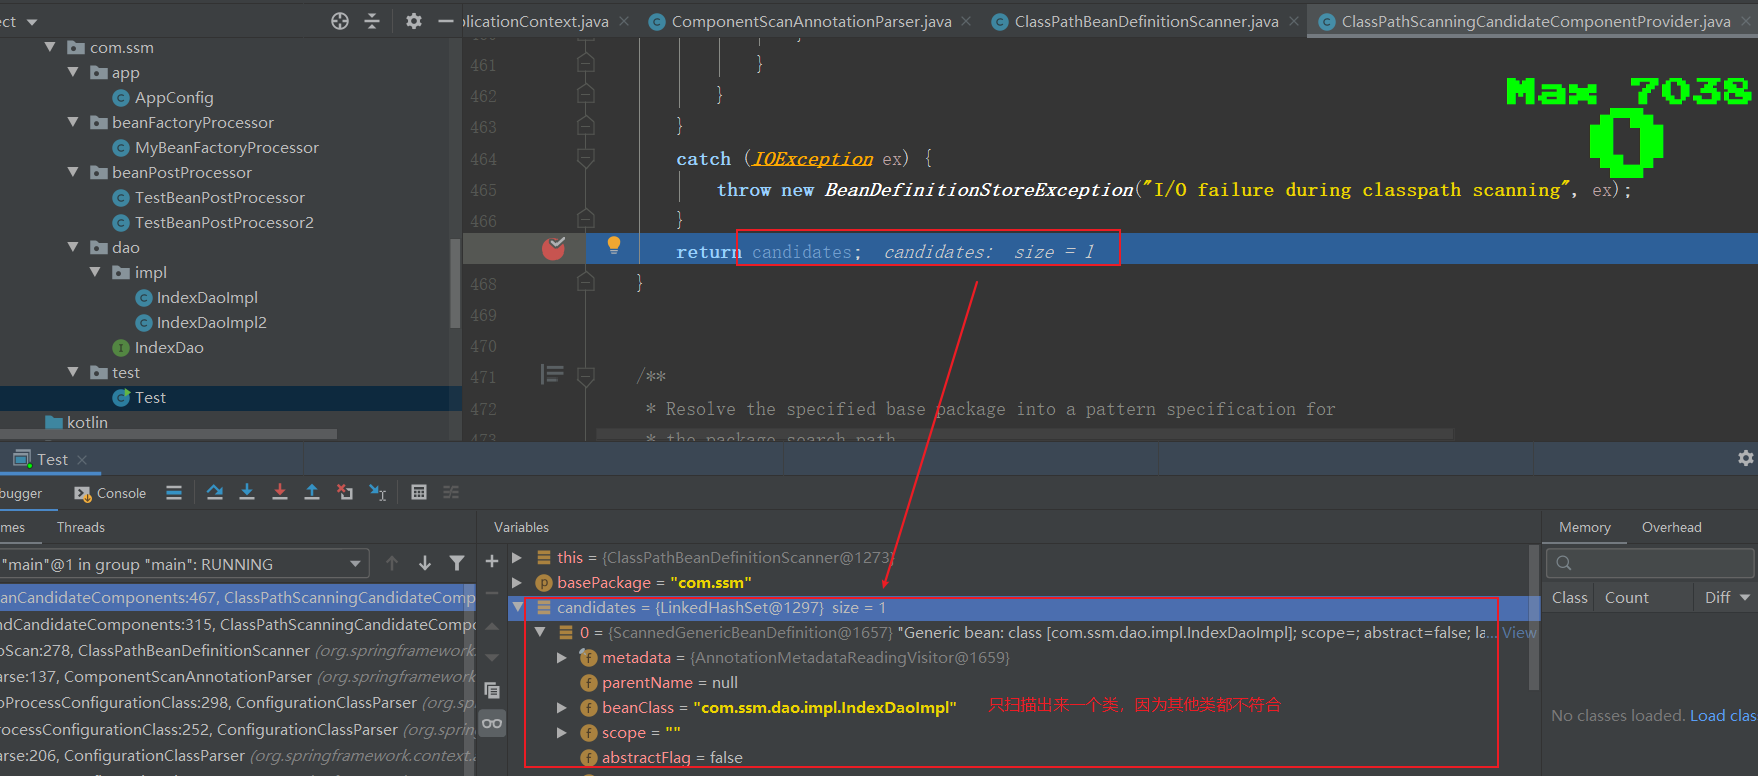 ect
plicationContext.java
ComponentScanAnnotationParser.java
ClassPathBeanDefinitionScanner.java
ClassPathScanningCandidateComponentProvider.java
com.ssm
app
AppConfig
beanFactoryProcessor
MyBeanFactoryProcessor
beanPostProcessor
TestBeanPostProcessor
TestBeanPostProcessor2
dao
impl
IndexDaoImpl
IndexDaoImpl2
IndexDao
test
Test
kotlin
461 }
462 }
463 }
464 catch (IOException ex) {
465 throw new BeanDefinitionStoreException("I/O failure during classpath scanning", ex);
466 }
return candidates; candidates: size = 1
468 }
469
470
471 /**
472 * Resolve the specified base package into a pattern specification for
473 * the package search path
Max 7038
0
Test
bugger
Console
mes
Threads
"main"@1 in group "main": RUNNING
anCandidateComponents:467, ClassPathScanningCandidateComp
ndCandidateComponents:315, ClassPathScanningCandidateCompo
oScan:278, ClassPathBeanDefinitionScanner (org.springframework.
arse:137, ComponentScanAnnotationParser (org.springframework.
oProcessConfigurationClass:298, ConfigurationClassParser (org.sp
rocessConfigurationClass:252, ConfigurationClassParser (org.sprin
arse:206, ConfigurationClassParser (org.springframework.context.a
Variables
this = {ClassPathBeanDefinitionScanner@1273}
basePackage = "com.ssm"
candidates = {LinkedHashSet@1297} size = 1
0 = {ScannedGenericBeanDefinition@1657} "Generic bean: class [com.ssm.dao.impl.IndexDaoImpl]; scope=; abstract=false; la... View
metadata = {AnnotationMetadataReadingVisitor@1659}
parentName = null
beanClass = "com.ssm.dao.impl.IndexDaoImpl"
只扫描出来一个类，因为其他类都不符合
scope = ""
abstractFlag = false
Memory
Overhead
Class
Count
Diff
No classes loaded. Load clas